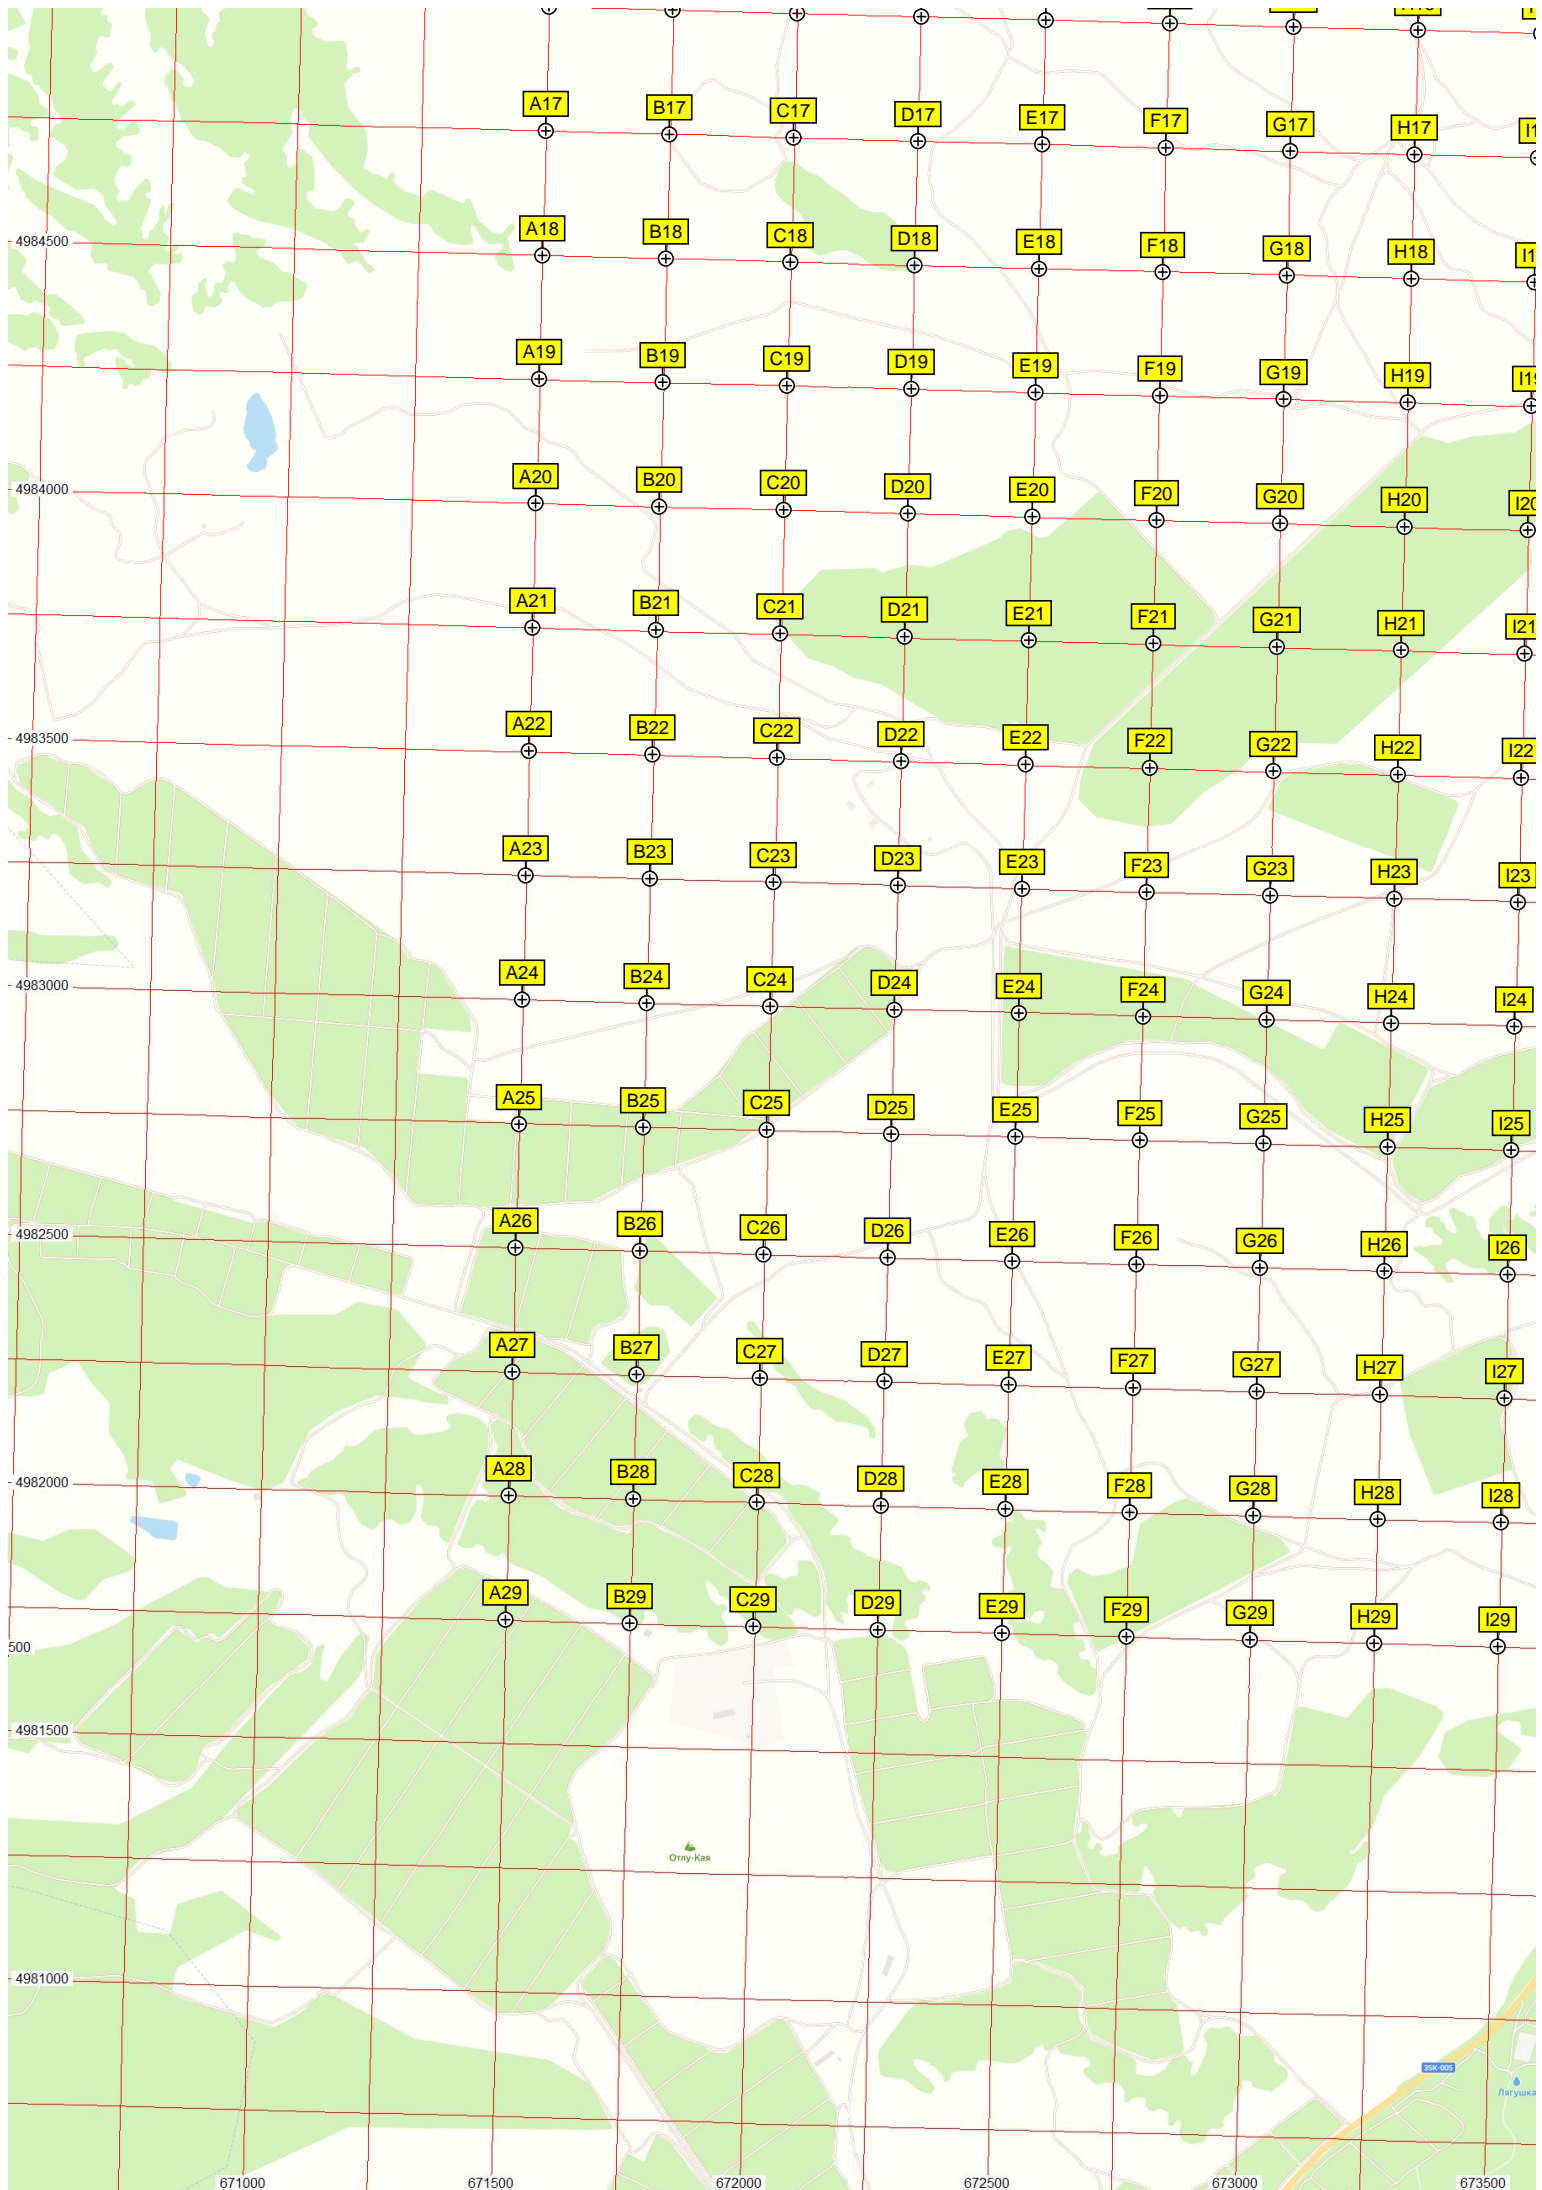 A17 B17 C17 D17 E17 F17 G17 H17
4984500 A18 B18 C18 D18 E18 F18 G18 H18
A19 B19 C19 D19 E19 F19 G19 H19 I19
4984000 A20 B20 C20 D20 E20 F20 G20 H20 I20
A21 B21 C21 D21 E21 F21 G21 H21 I21
4983500 A22 B22 C22 D22 E22 F22 G22 H22 I22
A23 B23 C23 D23 E23 F23 G23 H23 I23
4983000 A24 B24 C24 D24 E24 F24 G24 H24 I24
A25 B25 C25 D25 E25 F25 G25 H25 I25
4982500 A26 B26 C26 D26 E26 F26 G26 H26 I26
A27 B27 C27 D27 E27 F27 G27 H27 I27
4982000 A28 B28 C28 D28 E28 F28 G28 H28 I28
A29 B29 C29 D29 E29 F29 G29 H29 I29
500
4981500
Отлу-Кая
4981000
35К-005
Лягушка
671000 671500 672000 672500 673000 673500